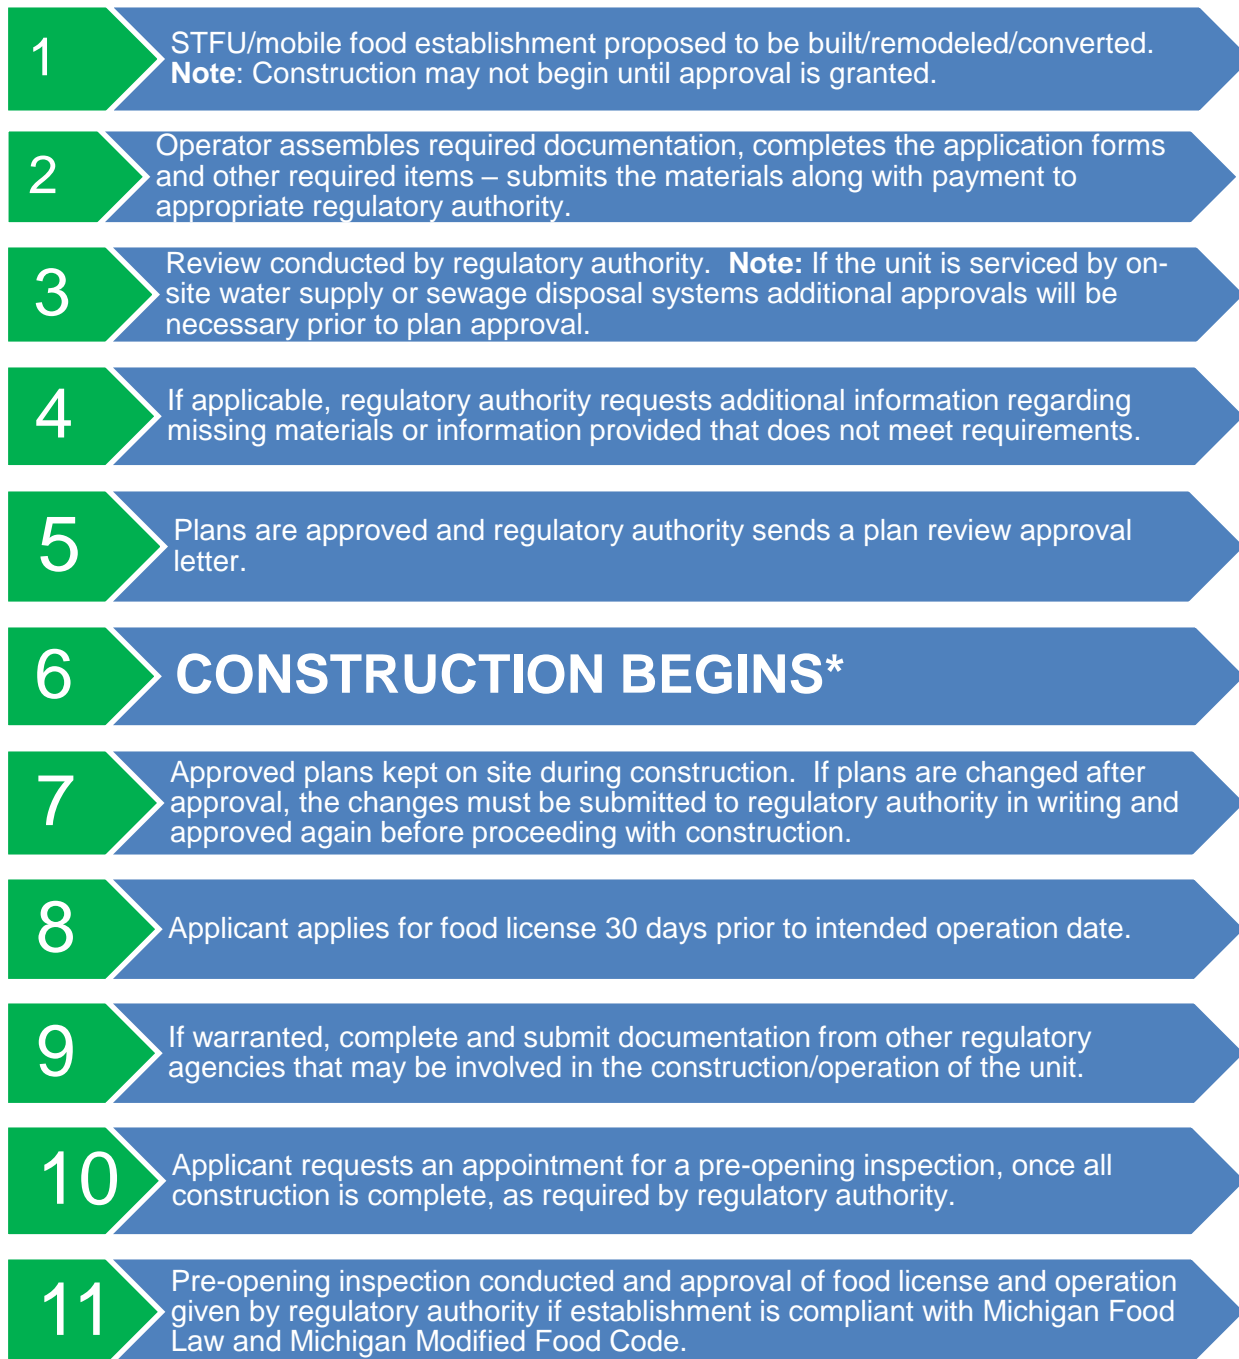 1
STFU/mobile food establishment proposed to be built/remodeled/converted.
Note: Construction may not begin until approval is granted.
2
Operator assembles required documentation, completes the application forms
and other required items – submits the materials along with payment to
appropriate regulatory authority.
3
Review conducted by regulatory authority.  Note: If the unit is serviced by on-
site water supply or sewage disposal systems additional approvals will be
necessary prior to plan approval.
4
If applicable, regulatory authority requests additional information regarding
missing materials or information provided that does not meet requirements.
5
Plans are approved and regulatory authority sends a plan review approval
letter.
6
CONSTRUCTION BEGINS*
7
Approved plans kept on site during construction.  If plans are changed after
approval, the changes must be submitted to regulatory authority in writing and
approved again before proceeding with construction.
8
Applicant applies for food license 30 days prior to intended operation date.
9
If warranted, complete and submit documentation from other regulatory
agencies that may be involved in the construction/operation of the unit.
10
Applicant requests an appointment for a pre-opening inspection, once all
construction is complete, as required by regulatory authority.
11
Pre-opening inspection conducted and approval of food license and operation
given by regulatory authority if establishment is compliant with Michigan Food
Law and Michigan Modified Food Code.